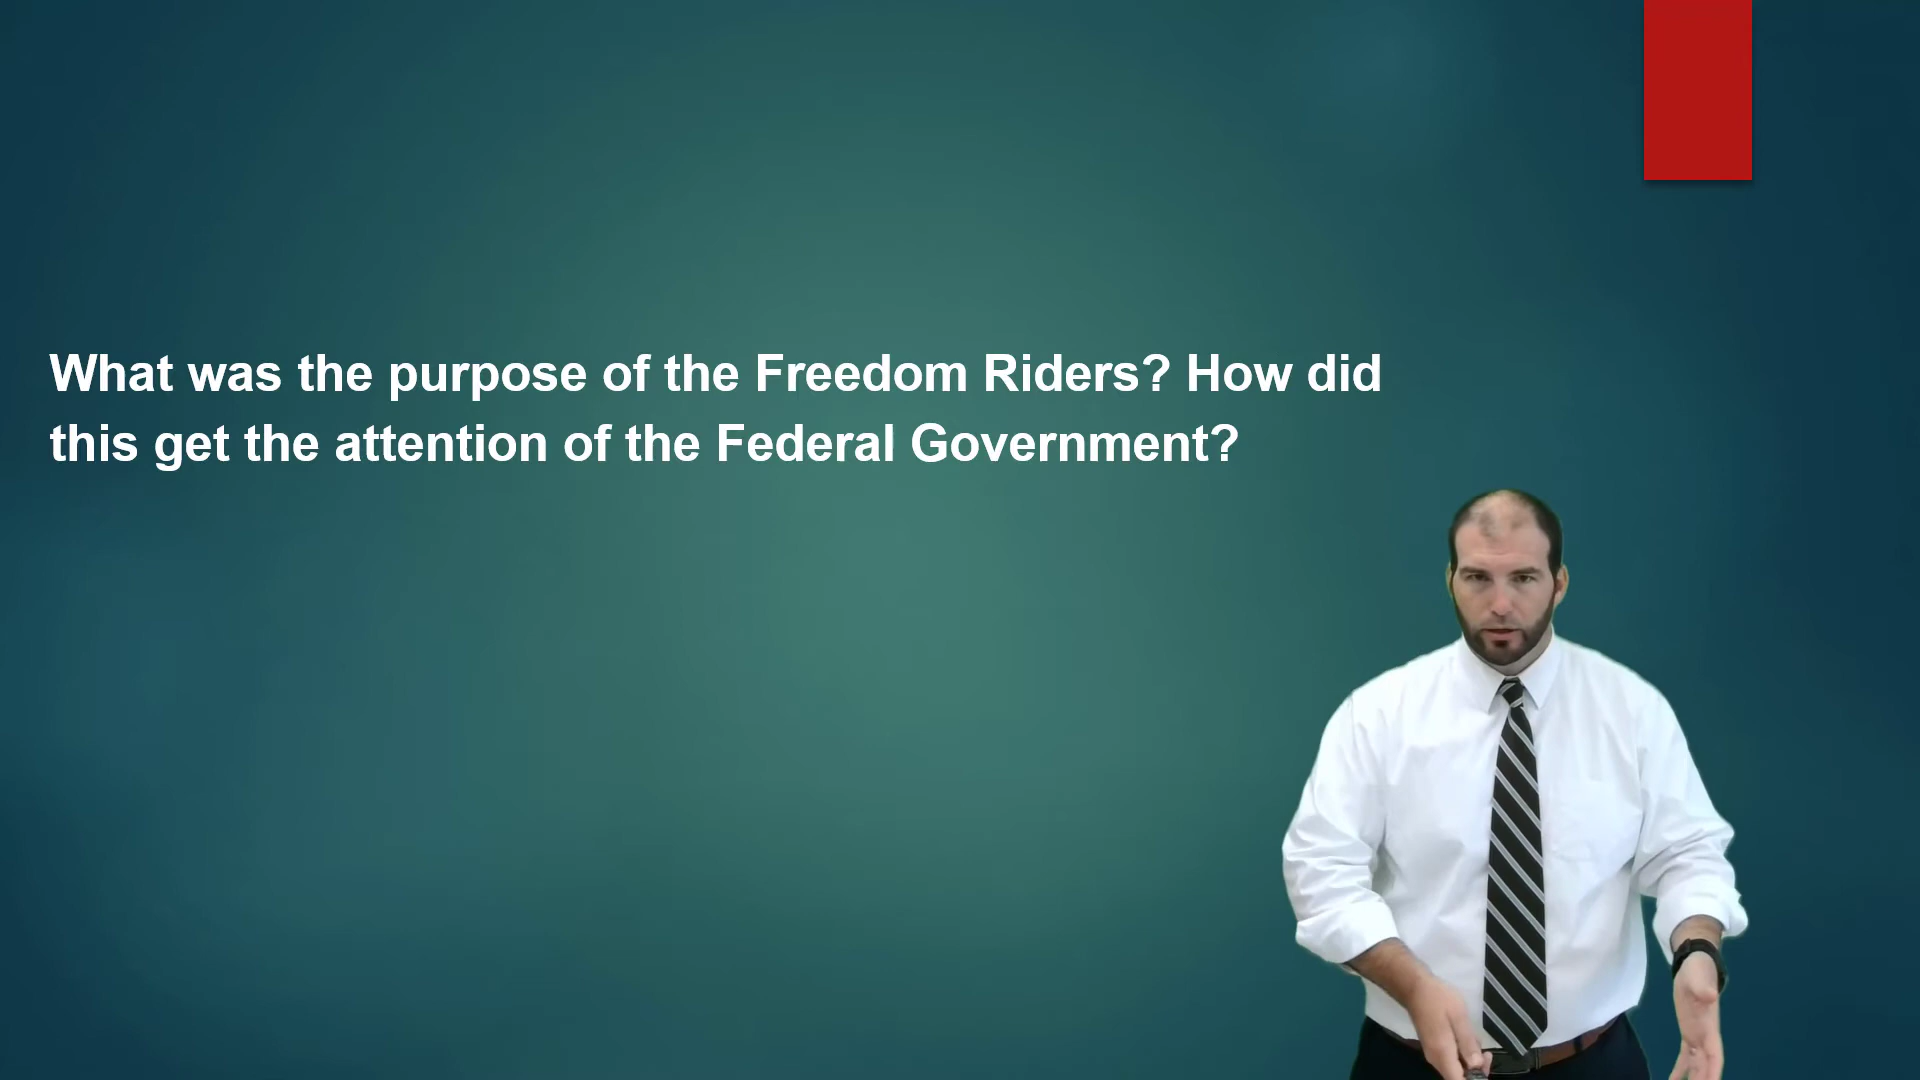 What was the purpose of the Freedom Riders? How did
this get the attention of the Federal Government?